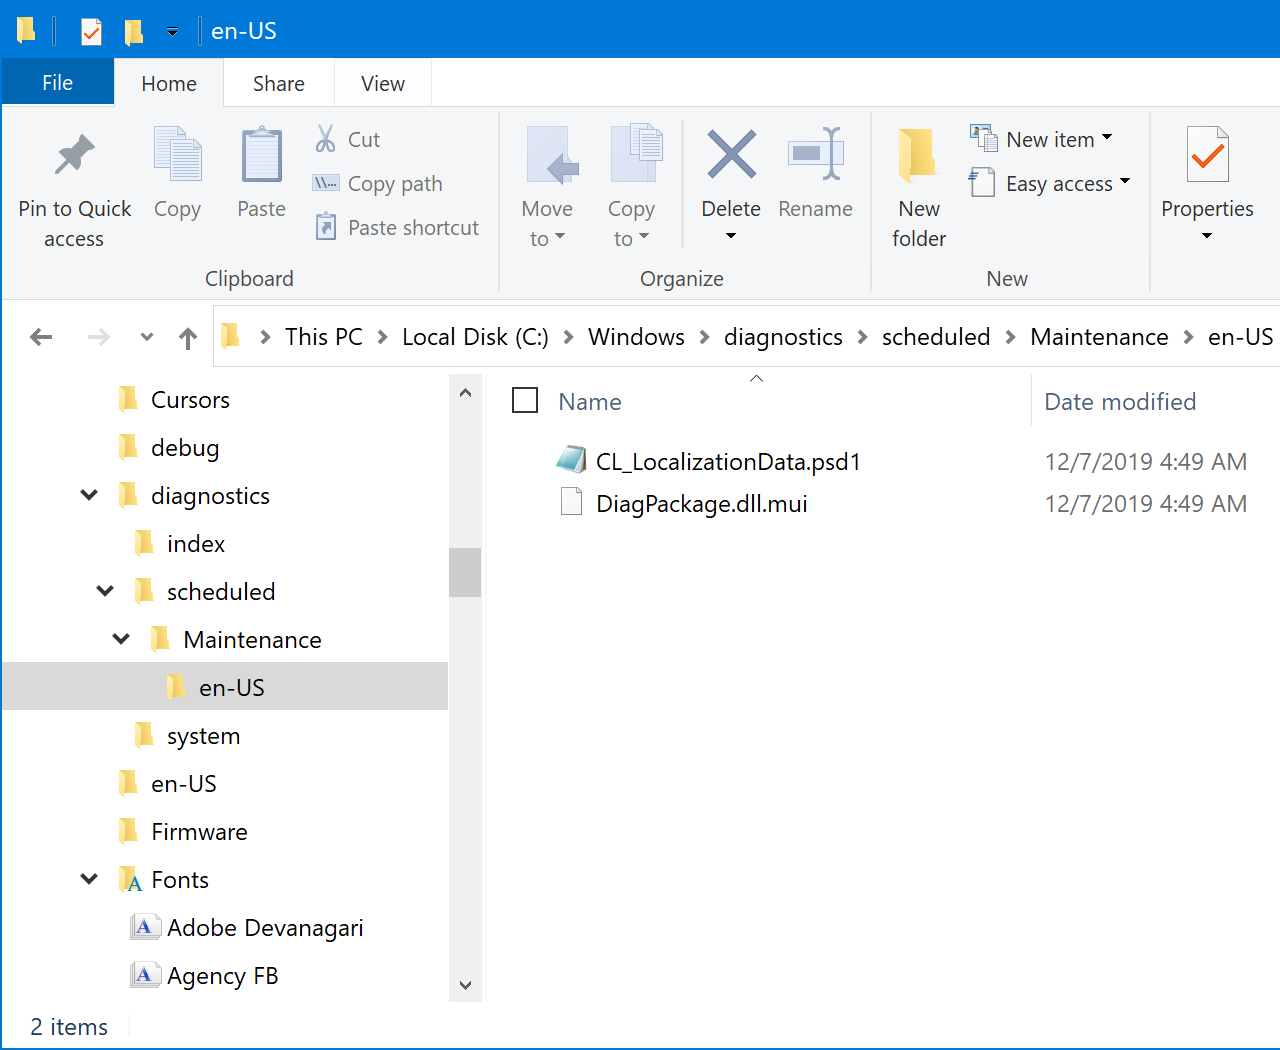 en-US
File Home Share View
Pin to Quick access
Copy
Paste
Cut
Copy path
Paste shortcut
Clipboard
Move to
Copy to
Delete
Rename
Organize
New folder
New item
Easy access
New
Properties
This PC Local Disk (C:) Windows diagnostics scheduled Maintenance en-US
Cursors
debug
diagnostics
index
scheduled
Maintenance
en-US
system
en-US
Firmware
Fonts
Adobe Devanagari
Agency FB
Name Date modified
CL_LocalizationData.psd1 12/7/2019 4:49 AM
DiagPackage.dll.mui 12/7/2019 4:49 AM
2 items